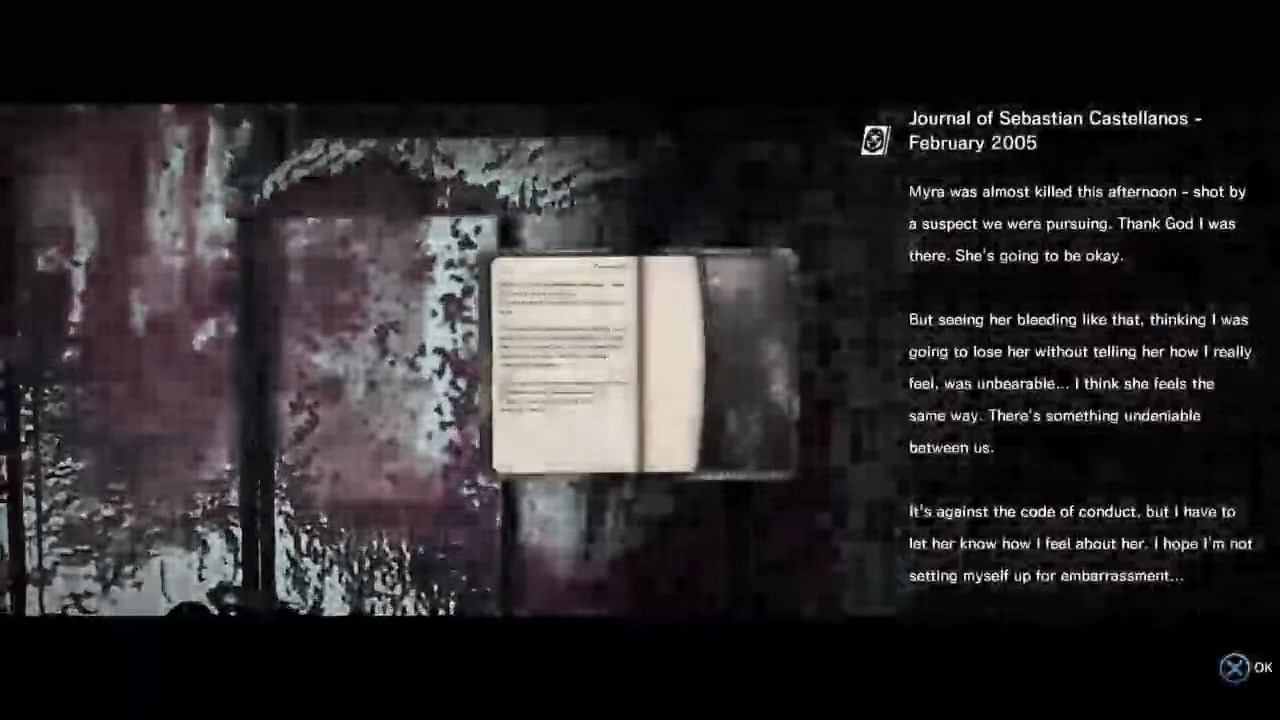 Journal of Sebastian Castellanos -
February 2005
Myra was almost killed this afternoon - shot by
a suspect we were pursuing. Thank God I was
there. She's going to be okay.
But seeing her bleeding like that, thinking I was
going to lose her without telling her how I really
feel, was unbearable... I think she feels the
same way. There's something undeniable
between us.
It's against the code of conduct, but I have to
let her know how I feel about her. I hope I'm not
setting myself up for embarrassment...
OK